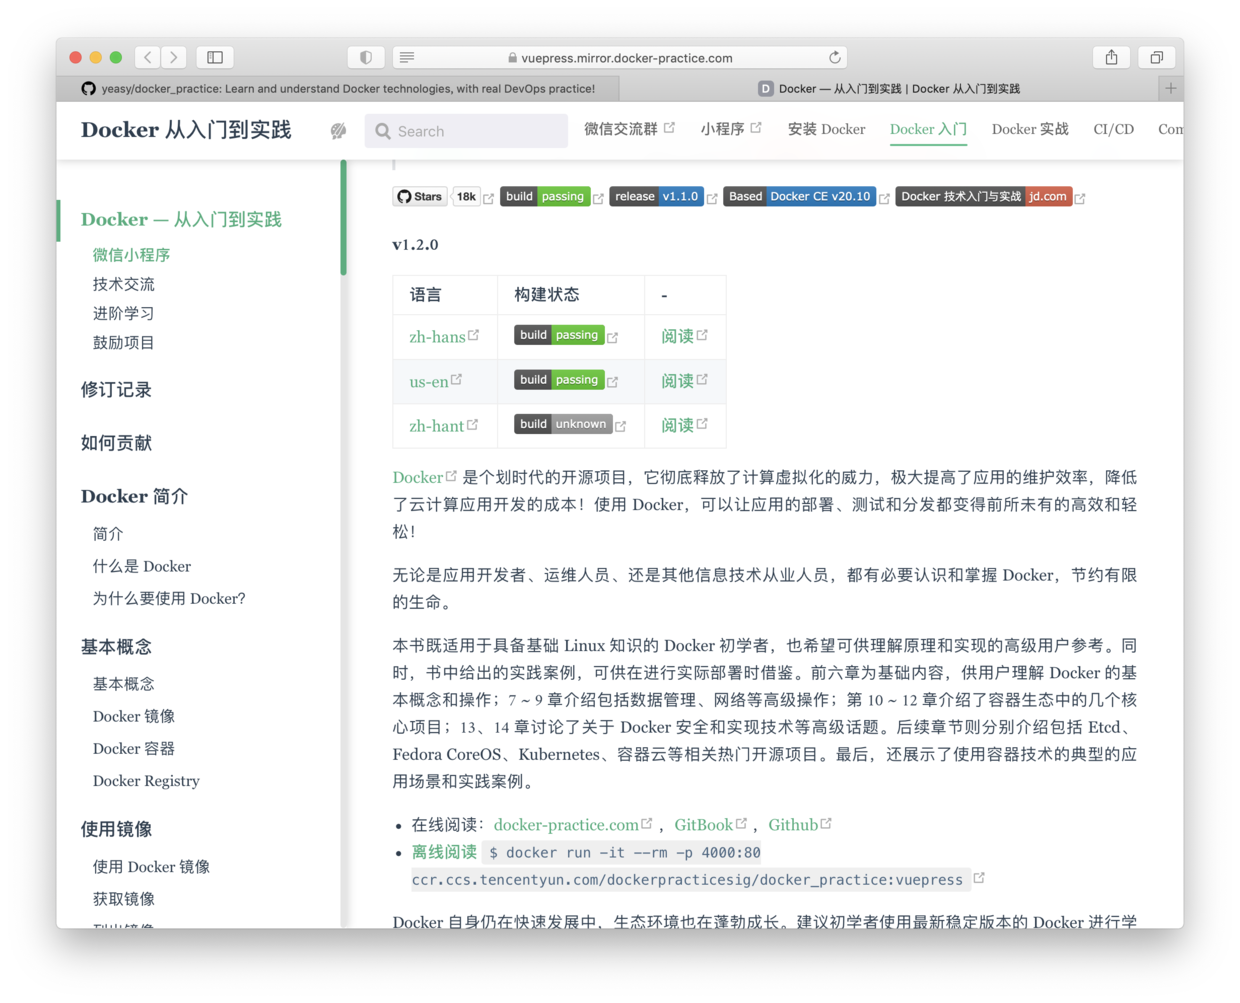 vuepress.mirror.docker-practice.com
yeasy/docker_practice: Learn and understand Docker technologies, with real DevOps practice!
D Docker — 从入门到实践 | Docker 从入门到实践
Docker 从入门到实践
Search
微信交流群
小程序
安装 Docker
Docker 入门
Docker 实战
CI/CD
Com
Docker — 从入门到实践
微信小程序
技术交流
进阶学习
鼓励项目
修订记录
如何贡献
Docker 简介
简介
什么是 Docker
为什么要使用 Docker?
基本概念
基本概念
Docker 镜像
Docker 容器
Docker Registry
使用镜像
使用 Docker 镜像
获取镜像
列出镜像
Stars 18k build passing release v1.1.0 Based Docker CE v20.10 Docker 技术入门与实战 jd.com
v1.2.0
语言 构建状态 -
zh-hans build passing 阅读
us-en build passing 阅读
zh-hant build unknown 阅读
Docker 是个划时代的开源项目，它彻底释放了计算虚拟化的威力，极大提高了应用的维护效率，降低
了云计算应用开发的成本！使用 Docker，可以让应用的部署、测试和分发都变得前所未有的高效和轻
松！
无论是应用开发者、运维人员、还是其他信息技术从业人员，都有必要认识和掌握 Docker，节约有限
的生命。
本书既适用于具备基础 Linux 知识的 Docker 初学者，也希望可供理解原理和实现的高级用户参考。同
时，书中给出的实践案例，可供在进行实际部署时借鉴。前六章为基础内容，供用户理解 Docker 的基
本概念和操作；7 ~ 9 章介绍包括数据管理、网络等高级操作；第 10 ~ 12 章介绍了容器生态中的几个核
心项目；13、14 章讨论了关于 Docker 安全和实现技术等高级话题。后续章节则分别介绍包括 Etcd、
Fedora CoreOS、Kubernetes、容器云等相关热门开源项目。最后，还展示了使用容器技术的典型的应
用场景和实践案例。
• 在线阅读：docker-practice.com，GitBook，Github
• 离线阅读 $ docker run -it --rm -p 4000:80
ccr.ccs.tencentyun.com/dockerpracticesig/docker_practice:vuepress
Docker 自身仍在快速发展中，生态环境也在蓬勃成长。建议初学者使用最新稳定版本的 Docker 进行学